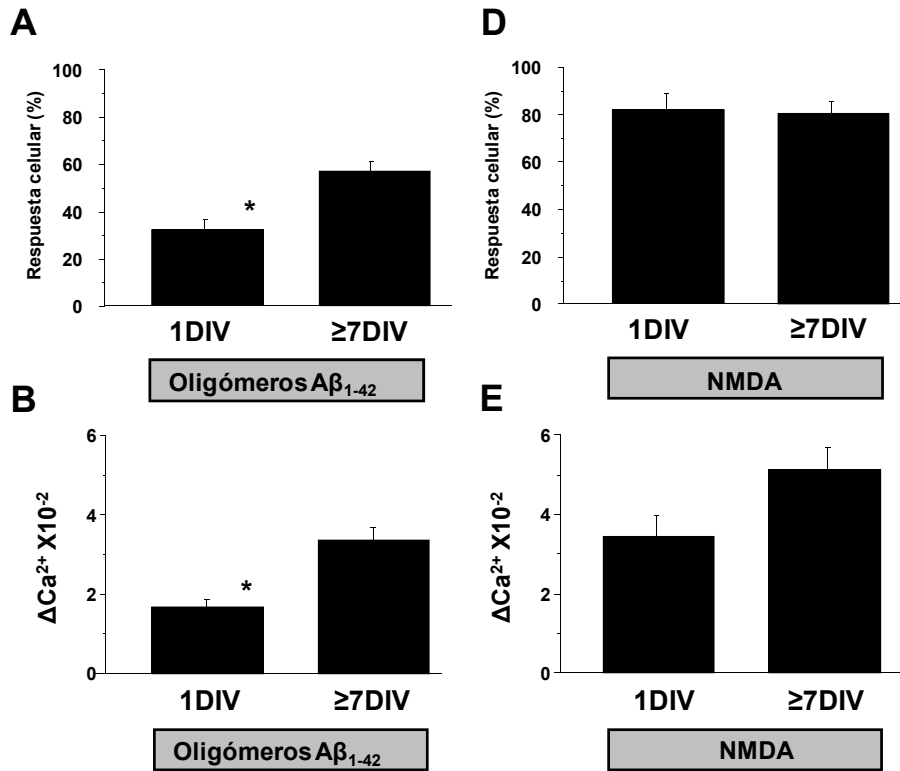 A
Respuesta celular (%)
100
80
60
40
20
0
*
1DIV ≥7DIV
Oligómeros Aβ1-42
D
Respuesta celular (%)
100
80
60
40
20
0
1DIV ≥7DIV
NMDA
B
ΔCa²⁺ X10⁻²
6
4
2
0
*
1DIV ≥7DIV
Oligómeros Aβ1-42
E
ΔCa²⁺ X10⁻²
6
4
2
0
1DIV ≥7DIV
NMDA